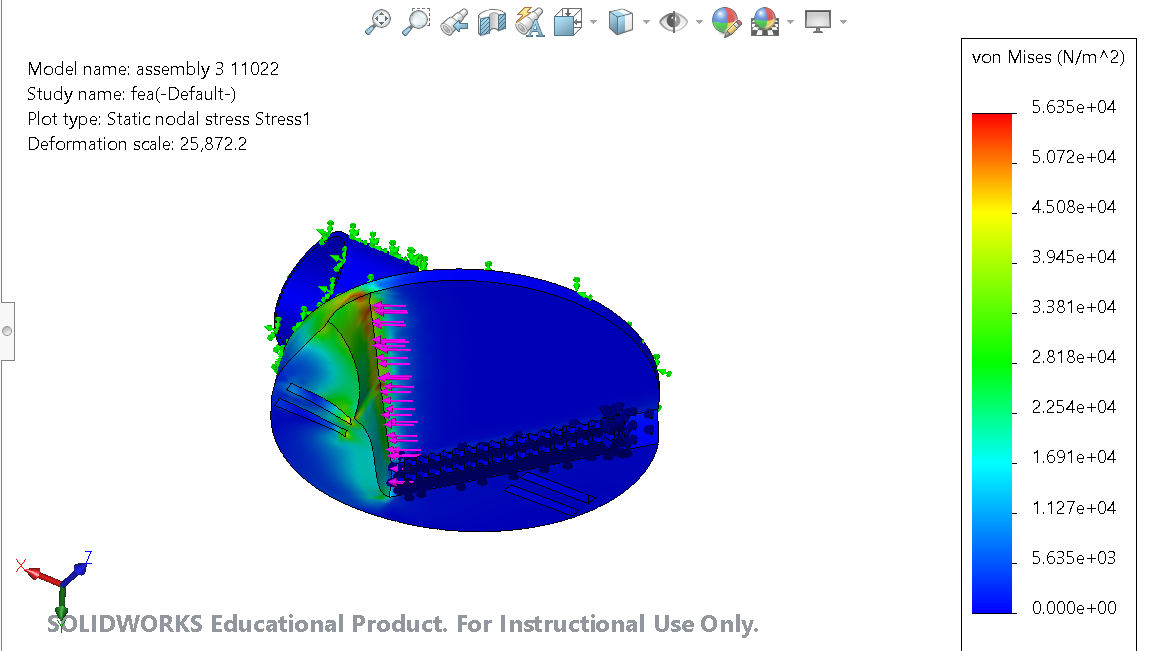 Model name: assembly 3 11022
Study name: fea(-Default-)
Plot type: Static nodal stress Stress1
Deformation scale: 25,872.2
von Mises (N/m^2)
5.635e+04
5.072e+04
4.508e+04
3.945e+04
3.381e+04
2.818e+04
2.254e+04
1.691e+04
1.127e+04
5.635e+03
0.000e+00
X
Z
Y
SOLIDWORKS Educational Product. For Instructional Use Only.